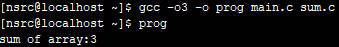 [nsrc@localhost ~]$ gcc -o3 -o prog main.c sum.c
[nsrc@localhost ~]$ prog
sum of array:3